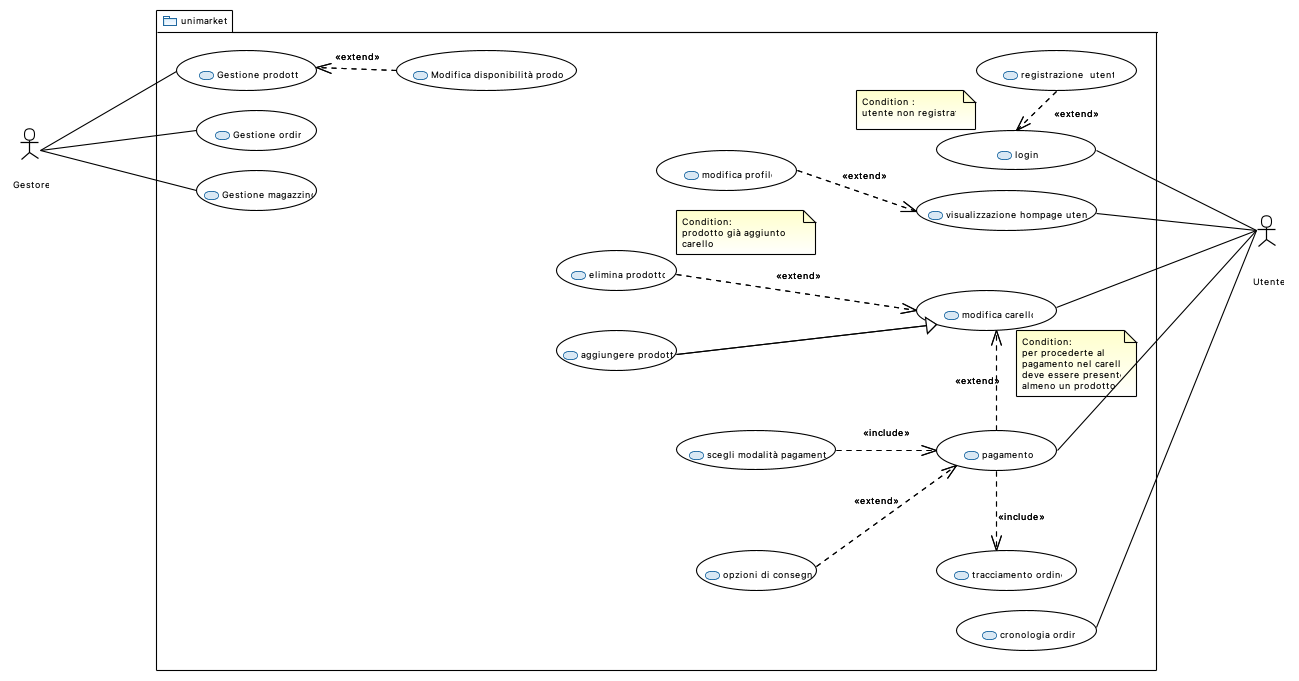 unimarket
Gestione prodott
«extend»
Modifica disponibilità prodo
registrazione utent
Condition :
utente non registra
«extend»
Gestione ordir
login
Gestore
modifica profil
«extend»
Gestione magazzino
visualizzazione hompage uten
Condition:
prodotto già aggiunto
carello
elimina prodotto
«extend»
Utente
modifica carello
aggiungere prodott
Condition:
per procederte al
pagamento nel carell
deve essere present
almeno un prodotto
«extend»
«include»
scegli modalità pagament
pagamento
«extend»
«include»
opzioni di consegn
tracciamento ordin
cronologia ordir